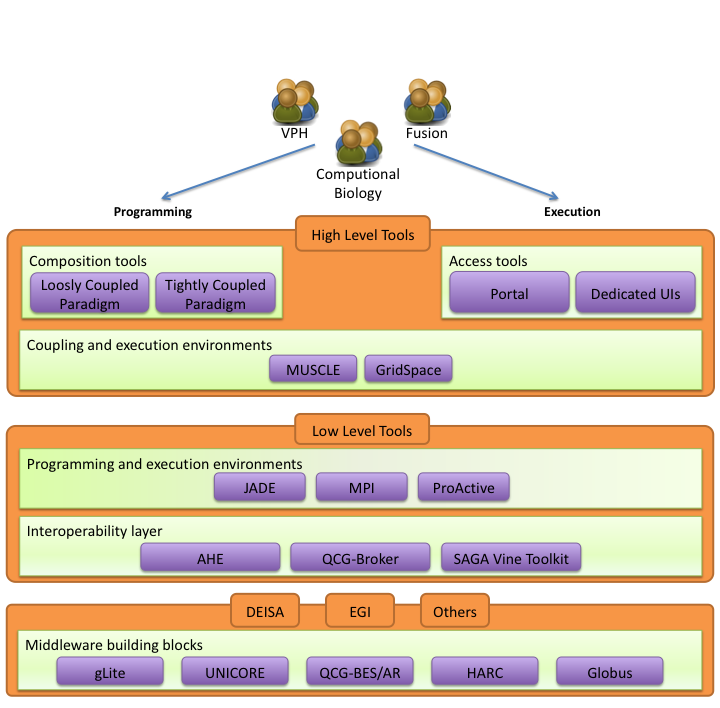 VPH
Fusion
Computional
Biology
Programming
Execution
High Level Tools
Composition tools
Loosly Coupled
Paradigm
Tightly Coupled
Paradigm
Access tools
Portal
Dedicated UIs
Coupling and execution environments
MUSCLE
GridSpace
Low Level Tools
Programming and execution environments
JADE
MPI
ProActive
Interoperability layer
AHE
QCG-Broker
SAGA Vine Toolkit
DEISA
EGI
Others
Middleware building blocks
gLite
UNICORE
QCG-BES/AR
HARC
Globus